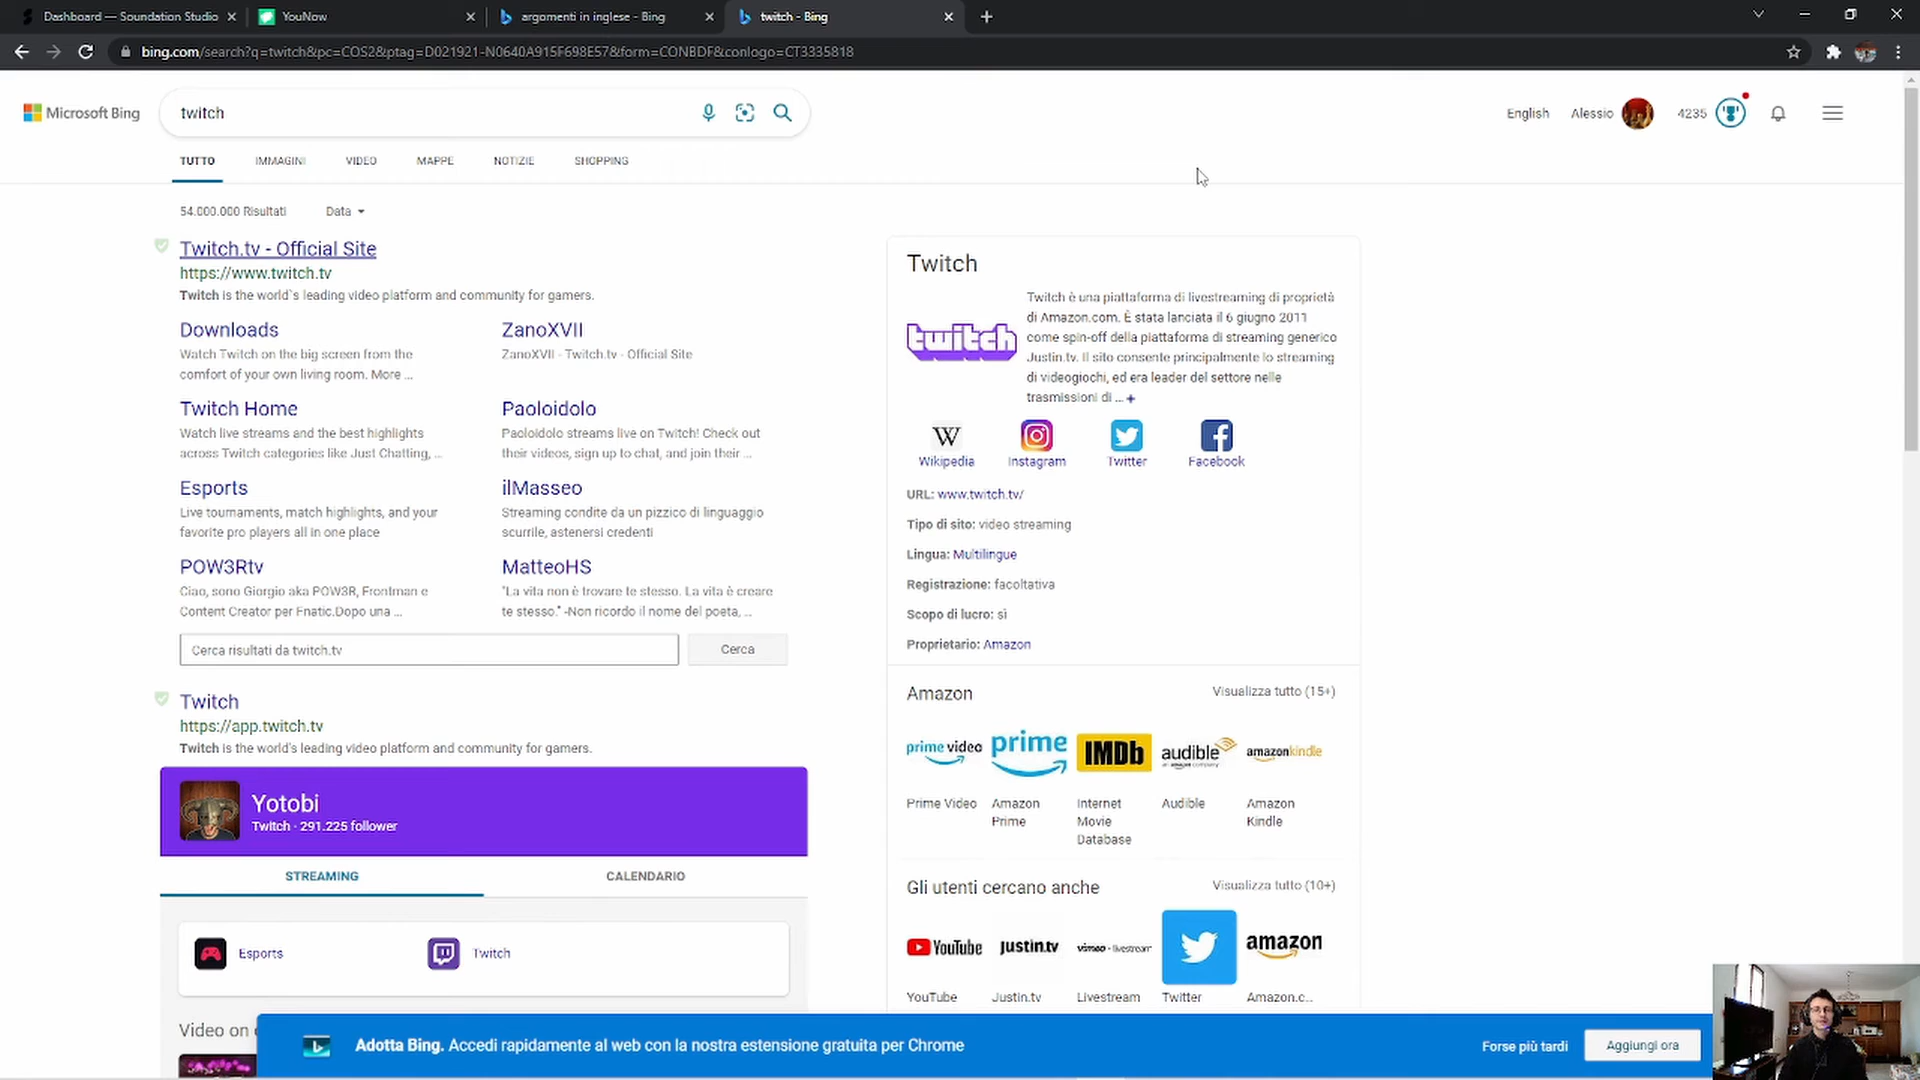 Dashboard — Soundation Studio
YouNow
argomenti in inglese - Bing
twitch - Bing
bing.com/search?q=twitch&pc=COS2&ptag=D021921-N0640A915F698E57&form=CONBDF&conlogo=CT3335818
Microsoft Bing
twitch
English
Alessio
4235
TUTTO
IMMAGINI
VIDEO
MAPPE
NOTIZIE
SHOPPING
54.000.000 Risultati
Data
Twitch.tv - Official Site
https://www.twitch.tv
Twitch is the world`s leading video platform and community for gamers.
Downloads
Watch Twitch on the big screen from the
comfort of your own living room. More ...
ZanoXVII
ZanoXVII - Twitch.tv - Official Site
Twitch Home
Watch live streams and the best highlights
across Twitch categories like Just Chatting, ...
Paoloidolo
Paoloidolo streams live on Twitch! Check out
their videos, sign up to chat, and join their ...
Esports
Live tournaments, match highlights, and your
favorite pro players all in one place
ilMasseo
Streaming condite da un pizzico di linguaggio
scurrile, astenersi credenti
POW3Rtv
Ciao, sono Giorgio aka POW3R, Frontman e
Content Creator per Fnatic.Dopo una ...
MatteoHS
"La vita non è trovare te stesso. La vita è creare
te stesso." -Non ricordo il nome del poeta, ...
Cerca risultati da twitch.tv
Cerca
Twitch
https://app.twitch.tv
Twitch is the world's leading video platform and community for gamers.
Yotobi
Twitch · 291.225 follower
STREAMING
CALENDARIO
Esports
Twitch
Video on
Twitch
twitch
Twitch è una piattaforma di livestreaming di proprietà
di Amazon.com. È stata lanciata il 6 giugno 2011
come spin-off della piattaforma di streaming generico
Justin.tv. Il sito consente principalmente lo streaming
di videogiochi, ed era leader del settore nelle
trasmissioni di ... +
W
Wikipedia
Instagram
Twitter
Facebook
URL: www.twitch.tv/
Tipo di sito: video streaming
Lingua: Multilingue
Registrazione: facoltativa
Scopo di lucro: sì
Proprietario: Amazon
Amazon
Visualizza tutto (15+)
prime video
prime
IMDb
audible
an amazon company
amazonkindle
Prime Video
Amazon
Prime
Internet
Movie
Database
Audible
Amazon
Kindle
Gli utenti cercano anche
Visualizza tutto (10+)
YouTube
justin.tv
vimeo · livestream
amazon
YouTube
Justin.tv
Livestream
Twitter
Amazon.c...
Adotta Bing. Accedi rapidamente al web con la nostra estensione gratuita per Chrome
Forse più tardi
Aggiungi ora